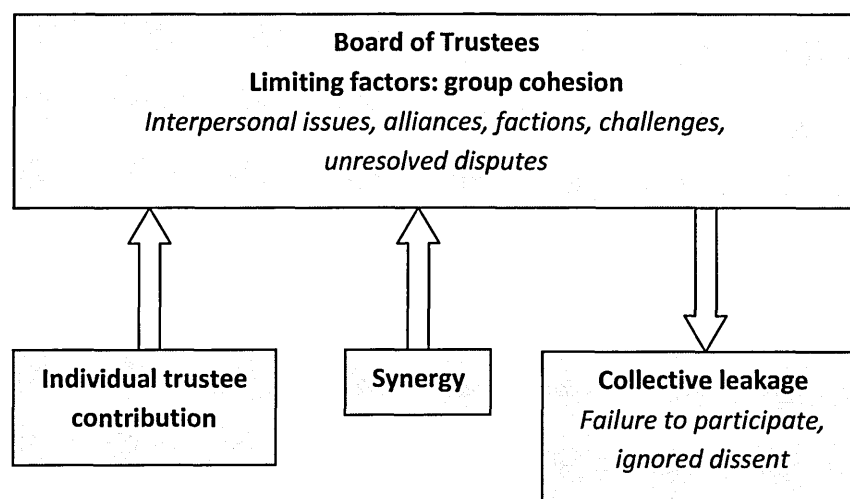 Board of Trustees
Limiting factors: group cohesion
Interpersonal issues, alliances, factions, challenges,
unresolved disputes
Individual trustee
contribution
Synergy
Collective leakage
Failure to participate,
ignored dissent